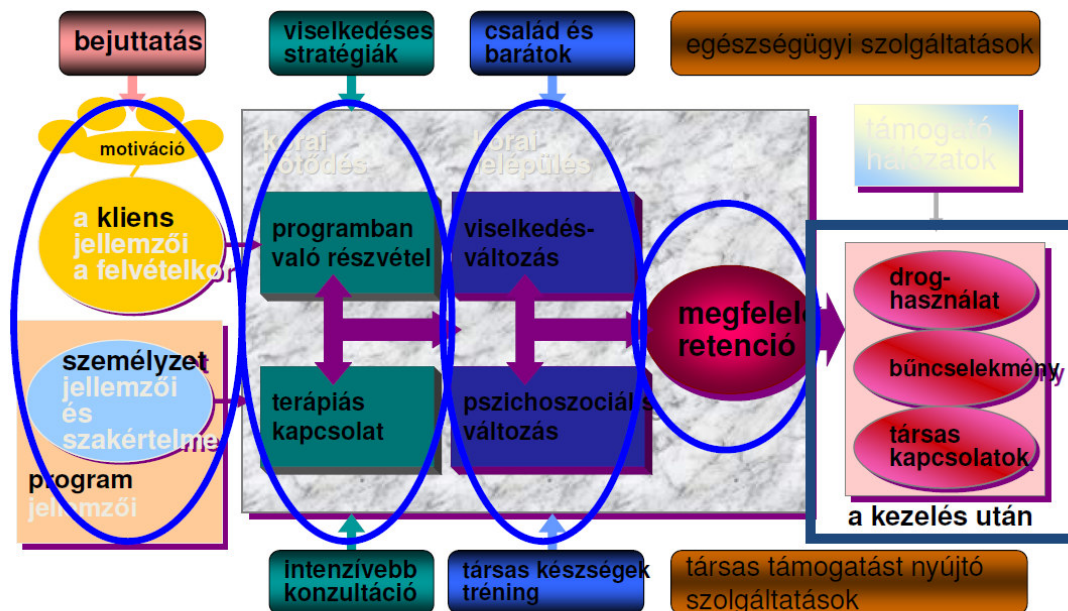 bejuttatás
viselkedéses
stratégiák
család és
barátok
egészségügyi szolgáltatások
motiváció
a kliens
jellemzői
a felvételkor
korai
kötődés
korai
felépülés
támogató
hálózatok
programban
való részvétel
viselkedés-
változás
megfelelő
retenció
drog-
használat
bűncselekmény
társas
kapcsolatok
a kezelés után
személyzet
jellemzői
és
szakértelme
program
jellemzői
terápiás
kapcsolat
pszichoszociális
változás
intenzívebb
konzultáció
társas készségek
tréning
társas támogatást nyújtó
szolgáltatások